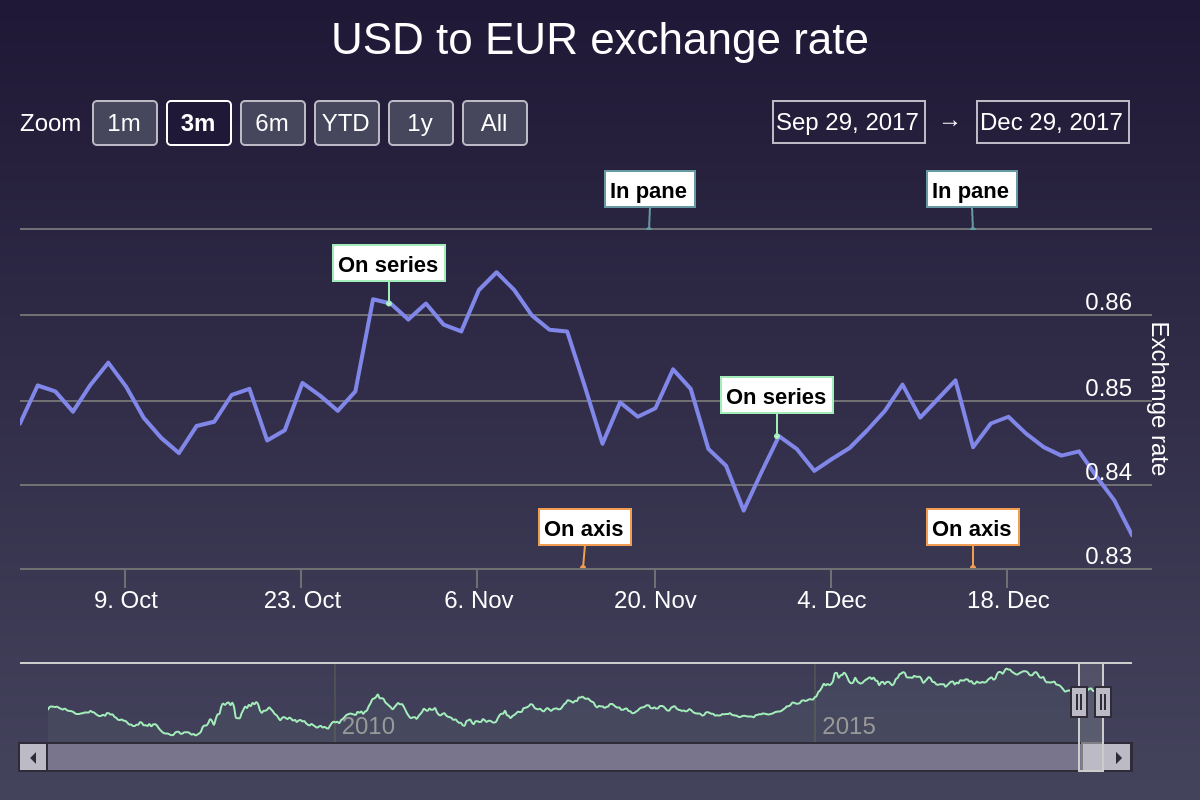 USD to EUR exchange rate
Zoom 1m 3m 6m YTD 1y All
Sep 29, 2017 → Dec 29, 2017
In pane
In pane
On series
0.86
Exchange rate
0.85
On series
0.84
On axis
On axis
0.83
9. Oct 23. Oct 6. Nov 20. Nov 4. Dec 18. Dec
2010 2015